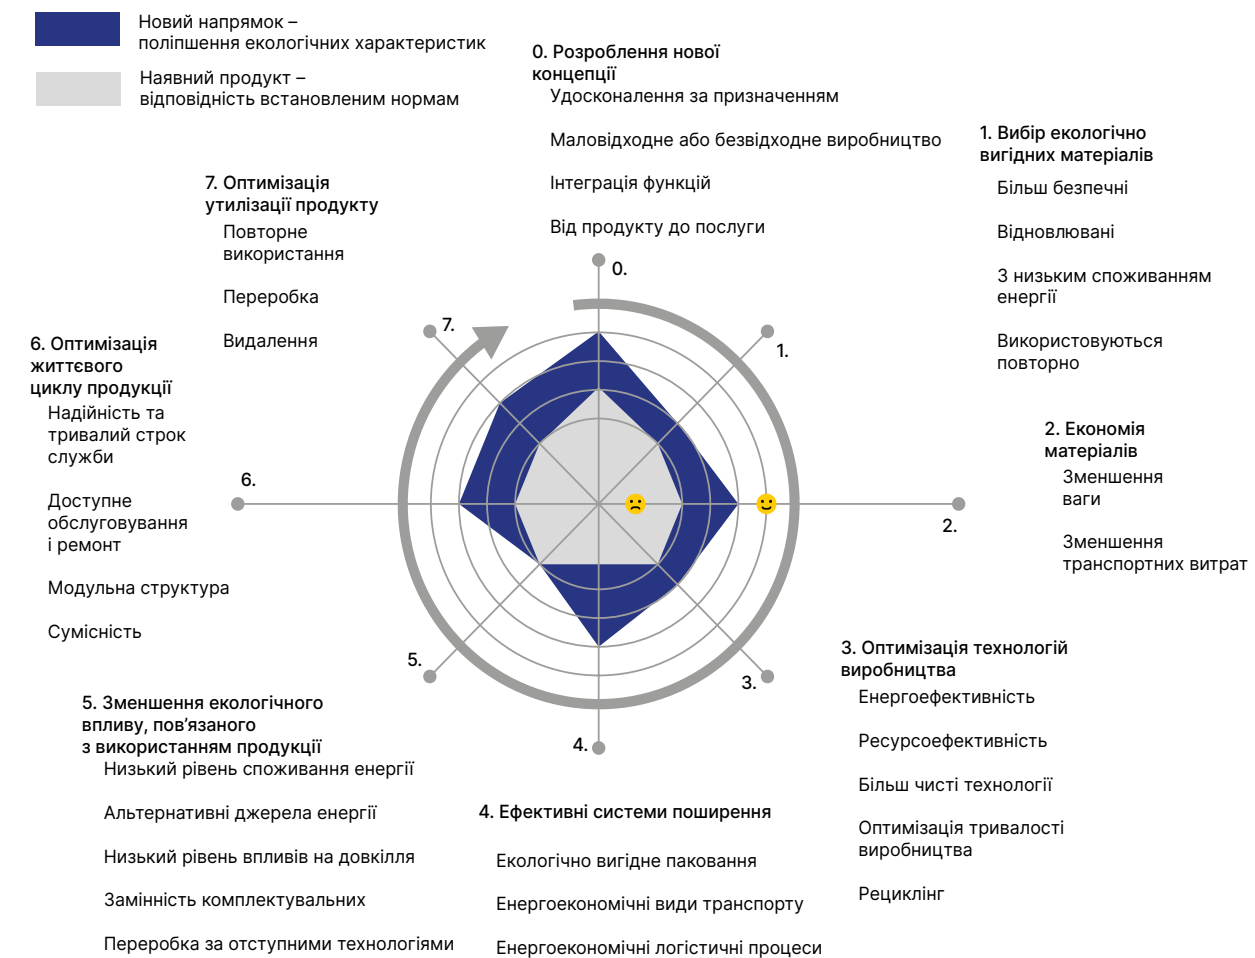 Новий напрямок –
поліпшення екологічних характеристик
Наявний продукт –
відповідність встановленим нормам
0. Розроблення нової
концепції
Удосконалення за призначенням
Маловідходне або безвідходне виробництво
Інтеграція функцій
Від продукту до послуги
1. Вибір екологічно
вигідних матеріалів
Більш безпечні
Відновлювані
З низьким споживанням
енергії
Використовуються
повторно
2. Економія
матеріалів
Зменшення
ваги
Зменшення
транспортних витрат
3. Оптимізація технологій
виробництва
Енергоефективність
Ресурсоефективність
Більш чисті технології
Оптимізація тривалості
виробництва
Рециклінг
4. Ефективні системи поширення
Екологічно вигідне паковання
Енергоекономічні види транспорту
Енергоекономічні логістичні процеси
5. Зменшення екологічного
впливу, пов’язаного
з використанням продукції
Низький рівень споживання енергії
Альтернативні джерела енергії
Низький рівень впливів на довкілля
Замінність комплектувальних
Переробка за отступними технологіями
6. Оптимізація
життєвого
циклу продукції
Надійність та
тривалий строк
служби
Доступне
обслуговування
і ремонт
Модульна структура
Сумісність
7. Оптимізація
утилізації продукту
Повторне
використання
Переробка
Видалення
0.
1.
2.
3.
4.
5.
6.
7.